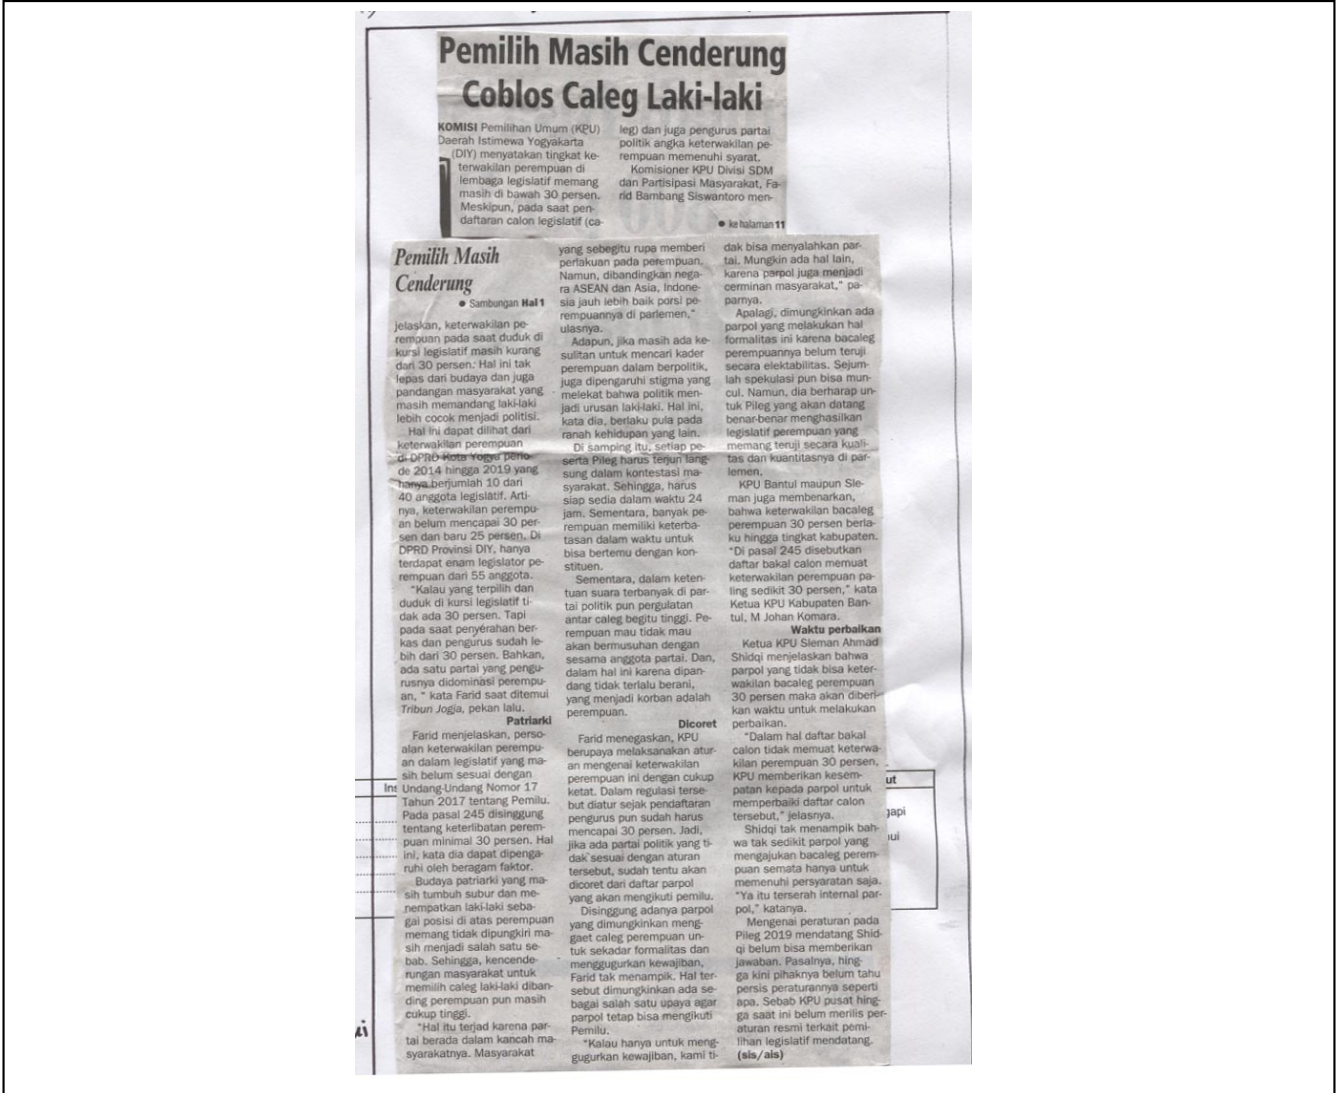 Pemilih Masih Cenderung
Coblos Caleg Laki-laki
KOMISI Pemilihan Umum (KPU)
Daerah Istimewa Yogyakarta
(DIY) menyatakan tingkat ke-
terwakilan perempuan di
lembaga legislatif memang
masih di bawah 30 persen.
Meskipun, pada saat pen-
daftaran calon legislatif (ca-
leg) dan juga pengurus partai
politik angka keterwakilan pe-
rempuan memenuhi syarat.
Komisioner KPU Divisi SDM
dan Partisipasi Masyarakat, Fa-
rid Bambang Siswantoro men-
● ke halaman 11
Pemilih Masih
Cenderung
● Sambungan Hal 1
jelaskan, keterwakilan pe-
rempuan pada saat duduk di
kursi legislatif masih kurang
dari 30 persen. Hal ini tak
lepas dari budaya dan juga
pandangan masyarakat yang
masih memandang laki-laki
lebih cocok menjadi politisi.
Hal ini dapat dilihat dari
keterwakilan perempuan
di DPRD Kota Yogya perio-
de 2014 hingga 2019 yang
hanya berjumlah 10 dari
40 anggota legislatif. Arti-
nya, keterwakilan perempu-
an belum mencapai 30 per-
sen dan baru 25 persen. Di
DPRD Provinsi DIY, hanya
terdapat enam legislator pe-
rempuan dari 55 anggota.
"Kalau yang terpilih dan
duduk di kursi legislatif ti-
dak ada 30 persen. Tapi
pada saat penyerahan ber-
kas dan pengurus sudah le-
bih dari 30 persen. Bahkan,
ada satu partai yang pengu-
rusnya didominasi perempu-
an, " kata Farid saat ditemui
Tribun Jogja, pekan lalu.
Patriarki
Farid menjelaskan, perso-
alan keterwakilan perempu-
an dalam legislatif yang ma-
sih belum sesuai dengan
Undang-Undang Nomor 17
Tahun 2017 tentang Pemilu.
Pada pasal 245 disinggung
tentang keterlibatan perem-
puan minimal 30 persen. Hal
ini, kata dia dapat dipenga-
ruhi oleh beragam faktor.
Budaya patriarki yang ma-
sih tumbuh subur dan me-
nempatkan laki-laki seba-
gai posisi di atas perempuan
memang tidak dipungkiri ma-
sih menjadi salah satu se-
bab. Sehingga, kencende-
rungan masyarakat untuk
memilih caleg laki-laki diban-
ding perempuan pun masih
cukup tinggi.
"Hal itu terjad karena par-
tai berada dalam kancah ma-
syarakatnya. Masyarakat
yang sebegitu rupa memberi
perlakuan pada perempuan.
Namun, dibandingkan nega-
ra ASEAN dan Asia, Indone-
sia jauh lebih baik porsi pe-
rempuannya di parlemen,"
ulasnya.
Adapun, jika masih ada ke-
sulitan untuk mencari kader
perempuan dalam berpolitik,
juga dipengaruhi stigma yang
melekat bahwa politik men-
jadi urusan laki-laki. Hal ini,
kata dia, berlaku pula pada
ranah kehidupan yang lain.
Di samping itu, setiap pe-
serta Pileg harus terjun lang-
sung dalam kontestasi ma-
syarakat. Sehingga, harus
siap sedia dalam waktu 24
jam. Sementara, banyak pe-
rempuan memiliki keterba-
tasan dalam waktu untuk
bisa bertemu dengan kon-
stituen.
Sementara, dalam keten-
tuan suara terbanyak di par-
tai politik pun pergulatan
antar caleg begitu tinggi. Pe-
rempuan mau tidak mau
akan bermusuhan dengan
sesama anggota partai. Dan,
dalam hal ini karena dipan-
dang tidak terlalu berani,
yang menjadi korban adalah
perempuan.
Dicoret
Farid menegaskan, KPU
berupaya melaksanakan atur-
an mengenai keterwakilan
perempuan ini dengan cukup
ketat. Dalam regulasi terse-
but diatur sejak pendaftaran
pengurus pun sudah harus
mencapai 30 persen. Jadi,
jika ada partai politik yang ti-
dak sesuai dengan aturan
tersebut, sudah tentu akan
dicoret dari daftar parpol
yang akan mengikuti pemilu.
Disinggung adanya parpol
yang dimungkinkan meng-
gaet caleg perempuan un-
tuk sekadar formalitas dan
menggugurkan kewajiban,
Farid tak menampik. Hal ter-
sebut dimungkinkan ada se-
bagai salah satu upaya agar
parpol tetap bisa mengikuti
Pemilu.
"Kalau hanya untuk meng-
gugurkan kewajiban, kami ti-
dak bisa menyalahkan par-
tai. Mungkin ada hal lain,
karena parpol juga menjadi
cerminan masyarakat," pa-
parnya.
Apalagi, dimungkinkan ada
parpol yang melakukan hal
formalitas ini karena bacaleg
perempuannya belum teruji
secara elektabilitas. Sejum-
lah spekulasi pun bisa mun-
cul. Namun, dia berharap un-
tuk Pileg yang akan datang
benar-benar menghasilkan
legislatif perempuan yang
memang teruji secara kuali-
tas dan kuantitasnya di par-
lemen.
KPU Bantul maupun Sle-
man juga membenarkan,
bahwa keterwakilan bacaleg
perempuan 30 persen berla-
ku hingga tingkat kabupaten.
"Di pasal 245 disebutkan
daftar bakal calon memuat
keterwakilan perempuan pa-
ling sedikit 30 persen," kata
Ketua KPU Kabupaten Ban-
tul, M Johan Komara.
Waktu perbaikan
Ketua KPU Sleman Ahmad
Shidqi menjelaskan bahwa
parpol yang tidak bisa keter-
wakilan bacaleg perempuan
30 persen maka akan diberi-
kan waktu untuk melakukan
perbaikan.
"Dalam hal daftar bakal
calon tidak memuat keterwa-
kilan perempuan 30 persen,
KPU memberikan kesem-
patan kepada parpol untuk
memperbaiki daftar calon
tersebut," jelasnya.
Shidqi tak menampik bah-
wa tak sedikit parpol yang
mengajukan bacaleg perem-
puan semata hanya untuk
memenuhi persyaratan saja.
"Ya itu terserah internal par-
pol," katanya.
Mengenai peraturan pada
Pileg 2019 mendatang Shid-
qi belum bisa memberikan
jawaban. Pasalnya, hing-
ga kini pihaknya belum tahu
persis peraturannya seperti
apa. Sebab KPU pusat hing-
ga saat ini belum merilis per-
aturan resmi terkait pemi-
lihan legislatif mendatang.
(sis/ais)